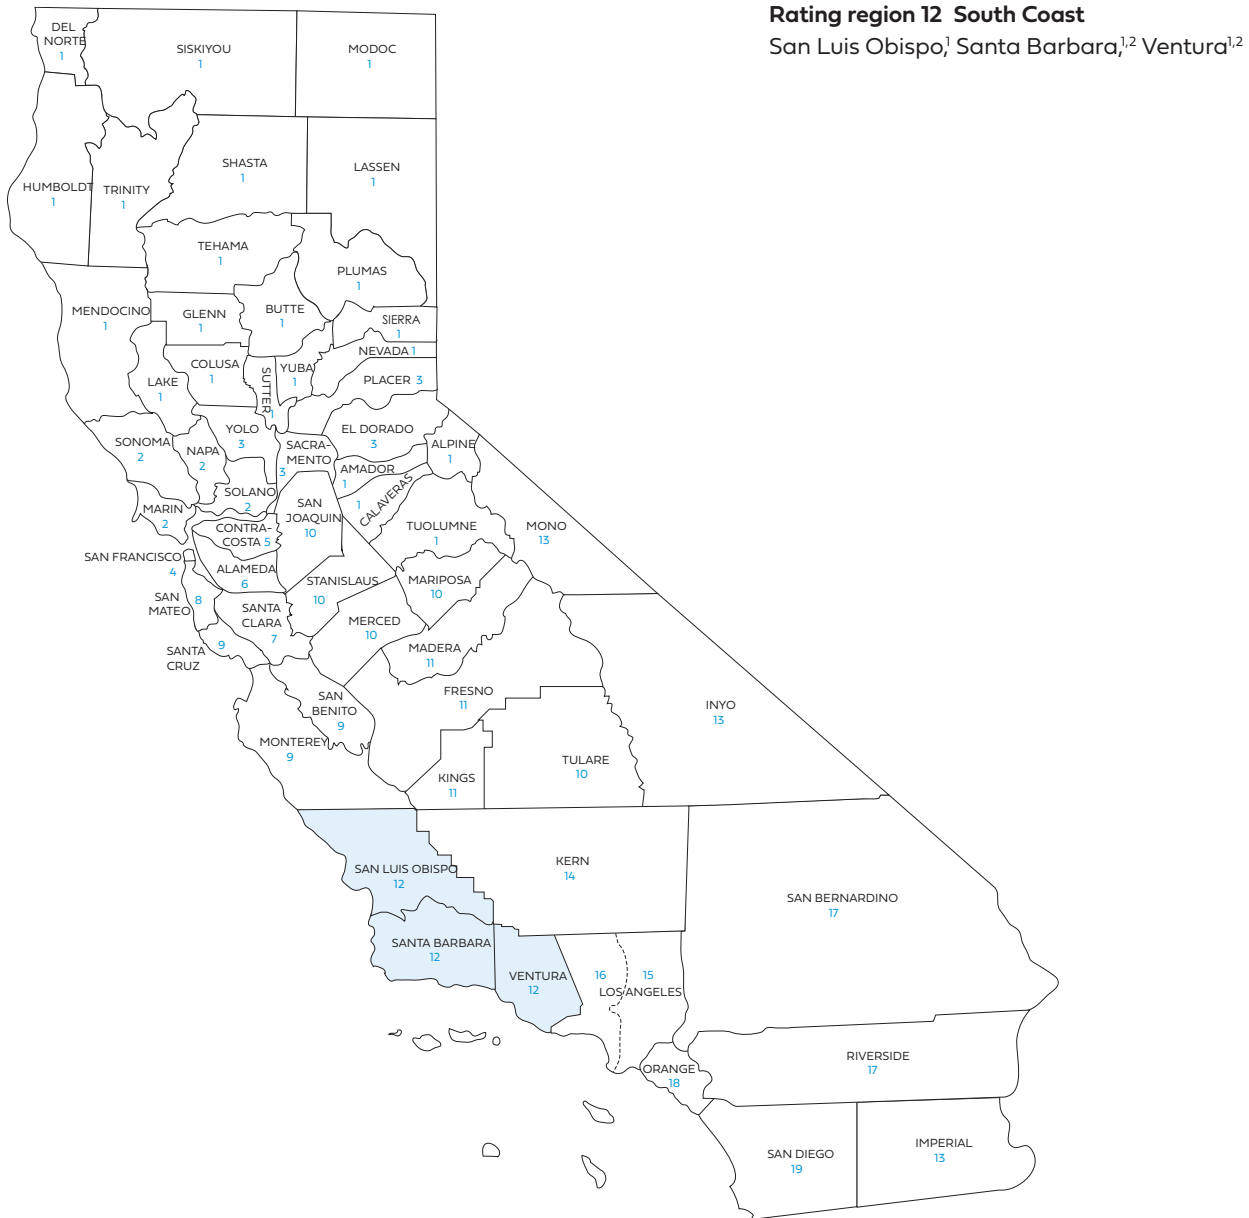 Rating region 12 South Coast
San Luis Obispo,¹ Santa Barbara,¹,² Ventura¹,²
DEL
NORTE
1
SISKIYOU
1
MODOC
1
SHASTA
1
LASSEN
1
HUMBOLDT
1
TRINITY
1
TEHAMA
1
PLUMAS
1
MENDOCINO
1
GLENN
1
BUTTE
1
SIERRA
1
NEVADA 1
COLUSA
1
SUTTER
1
YUBA
1
PLACER 3
LAKE
1
SONOMA
2
NAPA
2
YOLO
3
SACRA-
MENTO
3
EL DORADO
3
ALPINE
1
AMADOR
1
CALAVERAS
1
SOLANO
2
MARIN
2
SAN
JOAQUIN
10
CONTRA-
COSTA 5
TUOLUMNE
1
MONO
13
SAN FRANCISCO
4
ALAMEDA
6
STANISLAUS
10
MARIPOSA
10
SAN
MATEO
8
SANTA
CLARA
7
MERCED
10
SANTA
CRUZ
9
MADERA
11
FRESNO
11
SAN
BENITO
9
INYO
13
MONTEREY
9
KINGS
11
TULARE
10
SAN LUIS OBISPO
12
KERN
14
SAN BERNARDINO
17
SANTA BARBARA
12
VENTURA
12
16
15
LOS ANGELES
ORANGE
18
RIVERSIDE
17
SAN DIEGO
19
IMPERIAL
13